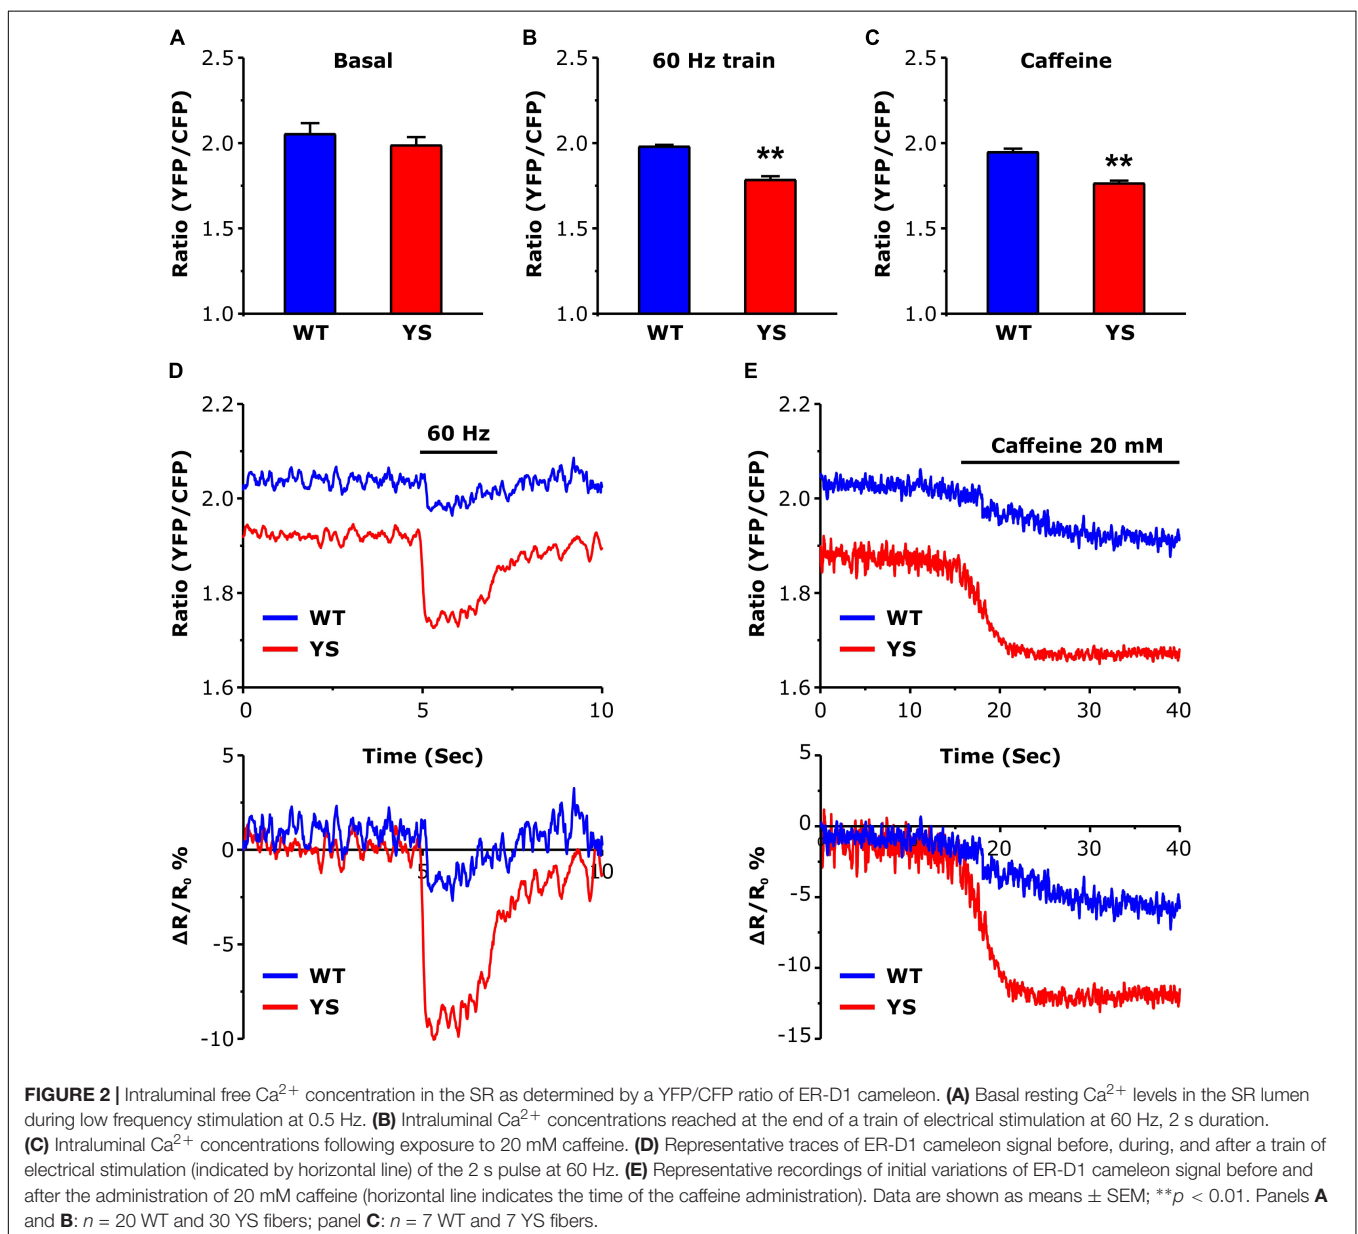 A
B
C
Basal
60 Hz train
Caffeine
Ratio (YFP/CFP)
2.5
2.0
1.5
1.0
WT
YS
Ratio (YFP/CFP)
2.5
2.0
1.5
1.0
**
WT
YS
Ratio (YFP/CFP)
2.5
2.0
1.5
1.0
**
WT
YS
D
Ratio (YFP/CFP)
2.2
2.0
1.8
1.6
60 Hz
WT
YS
0
5
10
Time (Sec)
ΔR/R₀ %
5
0
-5
-10
5
10
WT
YS
E
Ratio (YFP/CFP)
2.2
2.0
1.8
1.6
Caffeine 20 mM
WT
YS
0
10
20
30
40
Time (Sec)
ΔR/R₀ %
5
0
-5
-10
-15
20
40
WT
YS
FIGURE 2 | Intraluminal free Ca²⁺ concentration in the SR as determined by a YFP/CFP ratio of ER-D1 cameleon. (A) Basal resting Ca²⁺ levels in the SR lumen
during low frequency stimulation at 0.5 Hz. (B) Intraluminal Ca²⁺ concentrations reached at the end of a train of electrical stimulation at 60 Hz, 2 s duration.
(C) Intraluminal Ca²⁺ concentrations following exposure to 20 mM caffeine. (D) Representative traces of ER-D1 cameleon signal before, during, and after a train of
electrical stimulation (indicated by horizontal line) of the 2 s pulse at 60 Hz. (E) Representative recordings of initial variations of ER-D1 cameleon signal before and
after the administration of 20 mM caffeine (horizontal line indicates the time of the caffeine administration). Data are shown as means ± SEM; **p < 0.01. Panels A
and B: n = 20 WT and 30 YS fibers; panel C: n = 7 WT and 7 YS fibers.